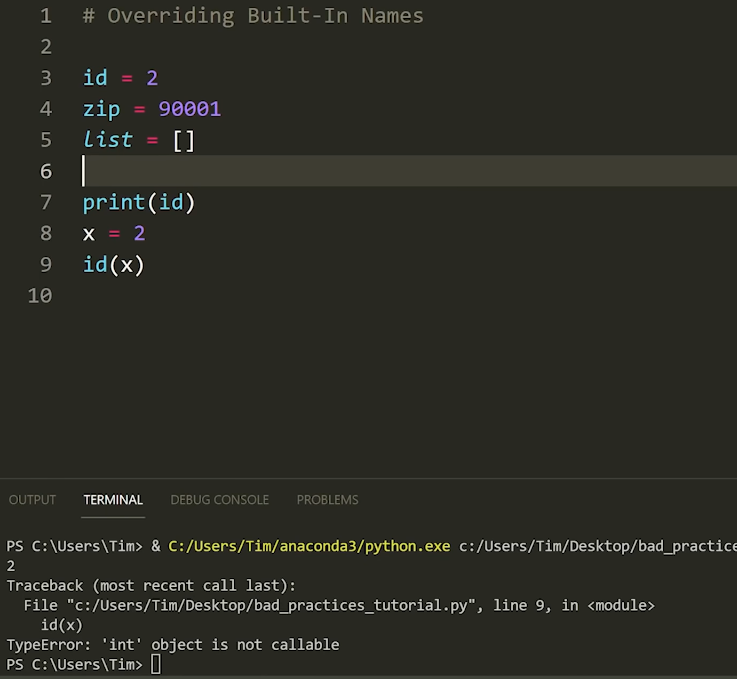 1 # Overriding Built-In Names
2
3 id = 2
4 zip = 90001
5 list = []
6
7 print(id)
8 x = 2
9 id(x)
10
OUTPUT TERMINAL DEBUG CONSOLE PROBLEMS
PS C:\Users\Tim> & C:/Users/Tim/anaconda3/python.exe c:/Users/Tim/Desktop/bad_practice
2
Traceback (most recent call last):
  File "c:/Users/Tim/Desktop/bad_practices_tutorial.py", line 9, in <module>
    id(x)
TypeError: 'int' object is not callable
PS C:\Users\Tim>